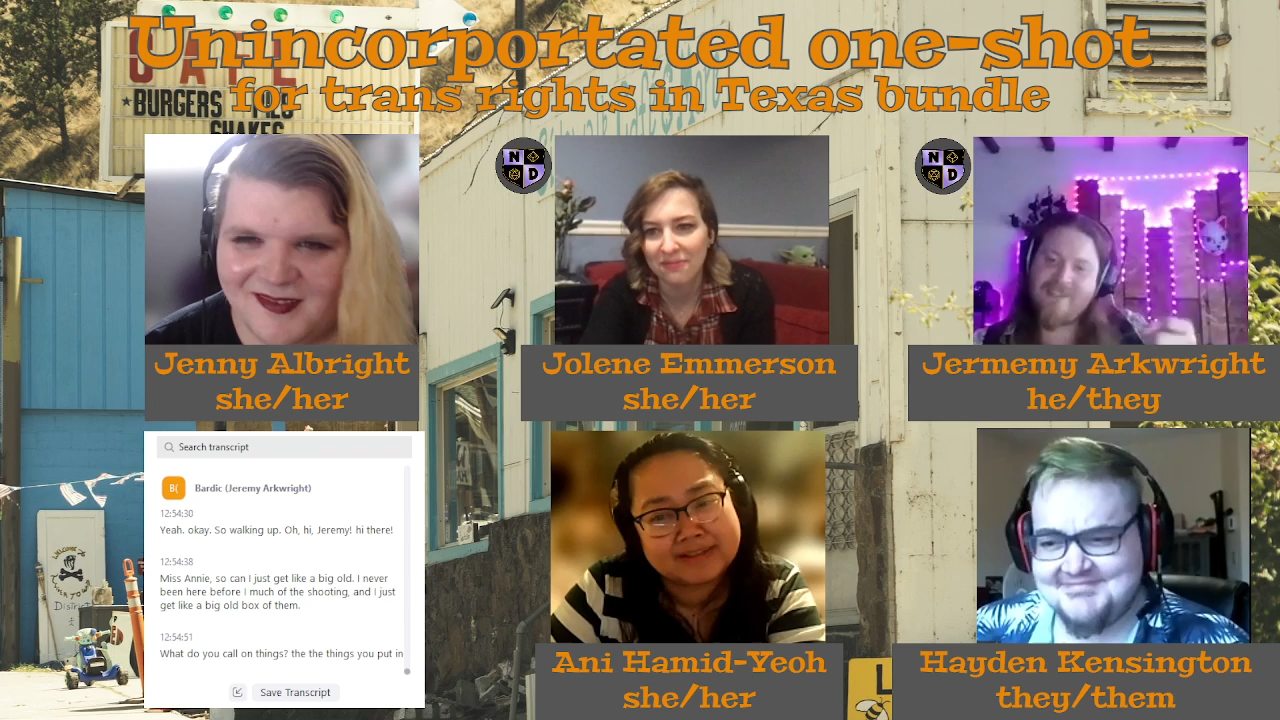 Unincorportated one-shot
for trans rights in Texas bundle
CAFE
★BURGERS PIES
SHAKES
N
D
N
D
Jenny Albright
she/her
Jolene Emmerson
she/her
Jermemy Arkwright
he/they
Search transcript
B(
Bardic (Jeremy Arkwright)
12:54:30
Yeah. okay. So walking up. Oh, hi, Jeremy! hi there!
12:54:38
Miss Annie, so can I just get like a big old. I never
been here before I much of the shooting, and I just
get like a big old box of them.
12:54:51
What do you call on things? the the things you put in
Save Transcript
WELCOME
District
Ani Hamid-Yeoh
she/her
Hayden Kensington
they/them
L